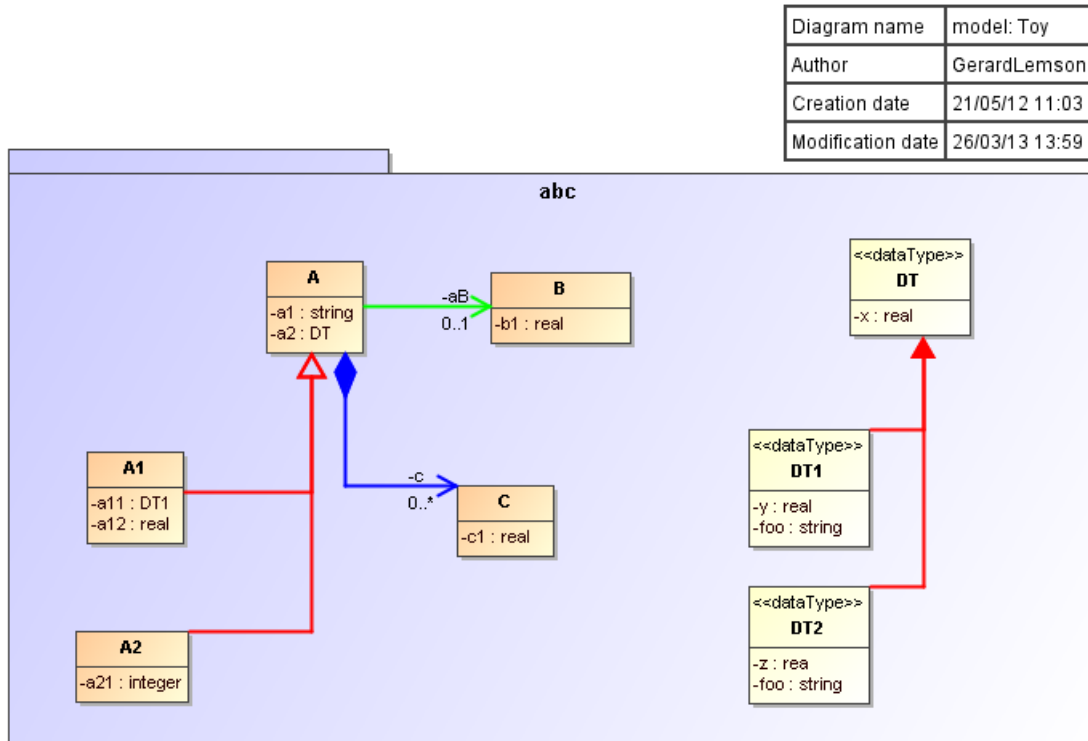 Diagram name model: Toy
Author GerardLemson
Creation date 21/05/12 11:03
Modification date 26/03/13 13:59
abc
A
-a1 : string
-a2 : DT
-aB
0..1
B
-b1 : real
<<dataType>>
DT
-x : real
A1
-a11 : DT1
-a12 : real
-c
0..*
C
-c1 : real
<<dataType>>
DT1
-y : real
-foo : string
A2
-a21 : integer
<<dataType>>
DT2
-z : rea
-foo : string